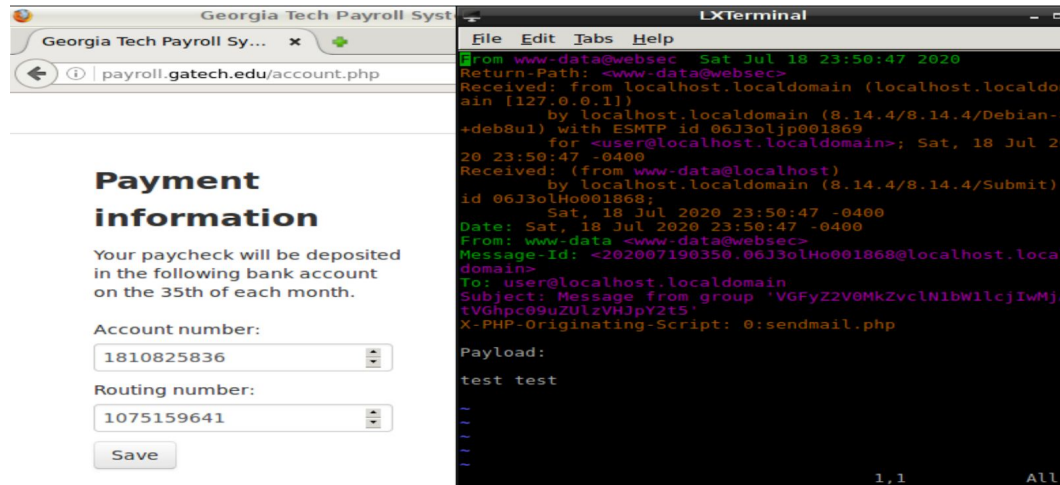 Georgia Tech Payroll Syst
Georgia Tech Payroll Sy...
payroll.gatech.edu/account.php
Payment
information
Your paycheck will be deposited
in the following bank account
on the 35th of each month.
Account number:
1810825836
Routing number:
1075159641
Save
LXTerminal
File Edit Tabs Help
From www-data@websec Sat Jul 18 23:50:47 2020
Return-Path: <www-data@websec>
Received: from localhost.localdomain (localhost.localdo
ain [127.0.0.1])
by localhost.localdomain (8.14.4/8.14.4/Debian-
+deb8u1) with ESMTP id 06J3oljp001869
for <user@localhost.localdomain>; Sat, 18 Jul 2
20 23:50:47 -0400
Received: (from www-data@localhost)
by localhost.localdomain (8.14.4/8.14.4/Submit)
id 06J3olHo001868;
Sat, 18 Jul 2020 23:50:47 -0400
Date: Sat, 18 Jul 2020 23:50:47 -0400
From: www-data <www-data@websec>
Message-Id: <202007190350.06J3olHo001868@localhost.loca
domain>
To: user@localhost.localdomain
Subject: Message from group 'VGFyZ2V0MkZvclN1bW1lcjIwMj
tVGhpc09uZUlzVHJpY2t5'
X-PHP-Originating-Script: 0:sendmail.php
Payload:
test test
~
~
~
~
~
1,1 All